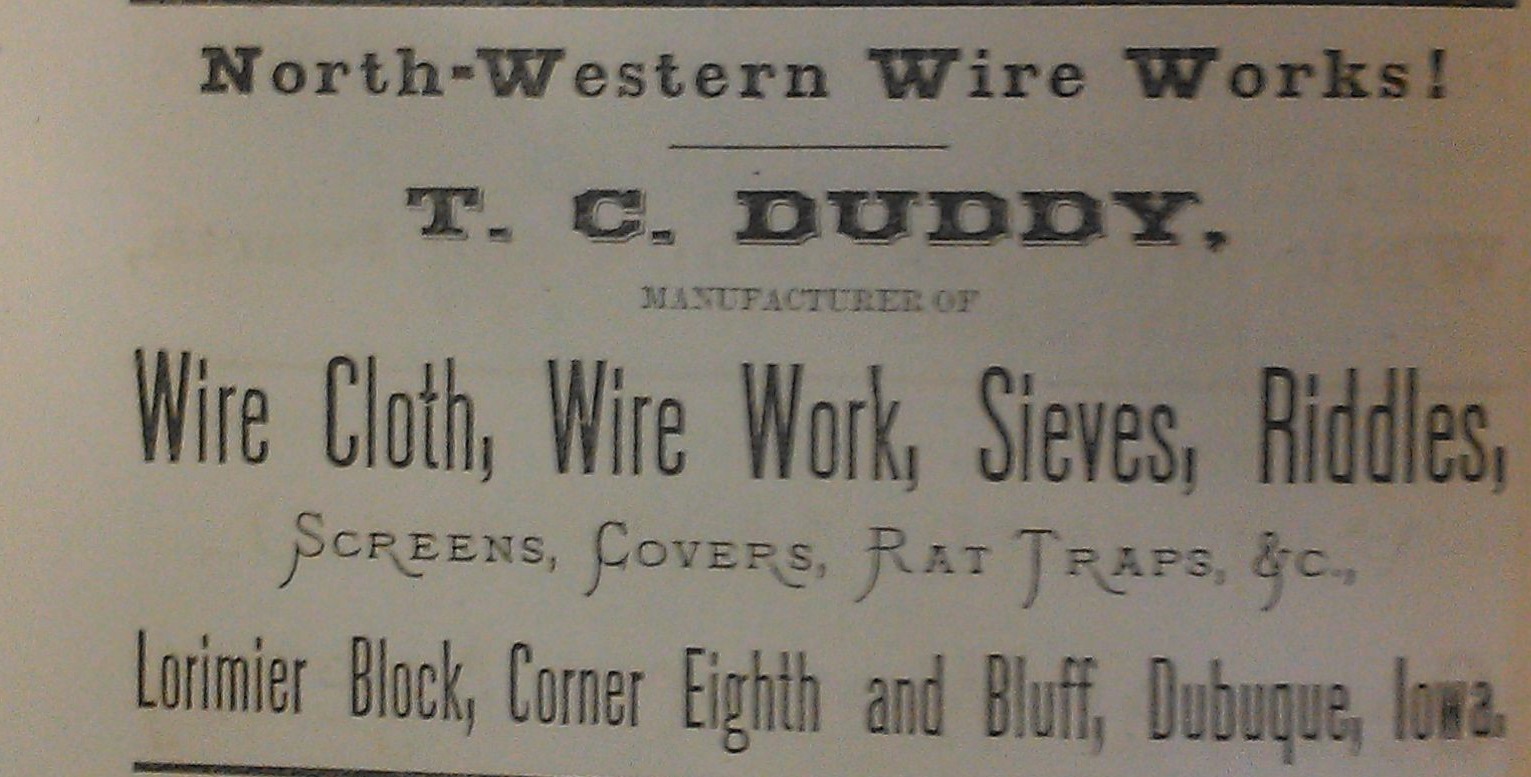 North-Western Wire Works!
T. C. DUDDY,
MANUFACTURER OF
Wire Cloth, Wire Work, Sieves, Riddles,
SCREENS, COVERS, RAT TRAPS, &C.,
Lorimier Block, Corner Eighth and Bluff, Dubuque, Iowa.